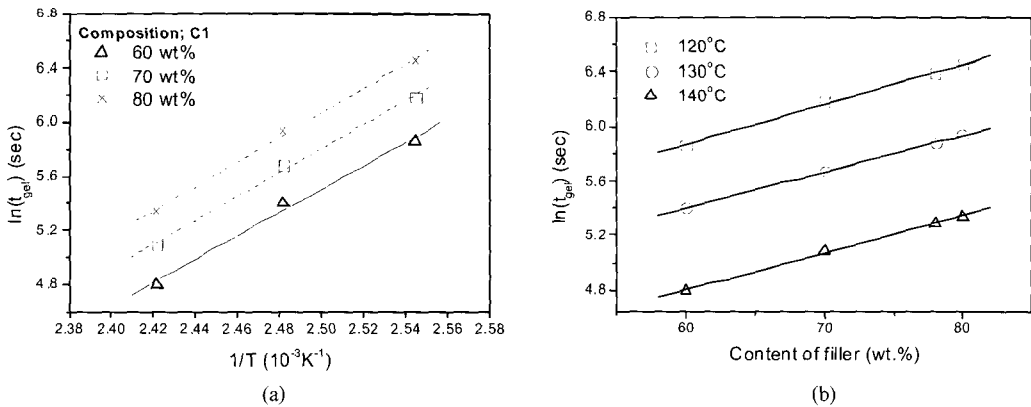 Composition; C1
60 wt%
70 wt%
80 wt%
ln(t_gel) (sec)
6.8
6.4
6.0
5.6
5.2
4.8
2.38 2.40 2.42 2.44 2.46 2.48 2.50 2.52 2.54 2.56 2.58
1/T (10⁻³K⁻¹)
(a)
120°C
130°C
140°C
ln(t_gel) (sec)
6.8
6.4
6.0
5.6
5.2
4.8
60 70 80
Content of filler (wt.%)
(b)